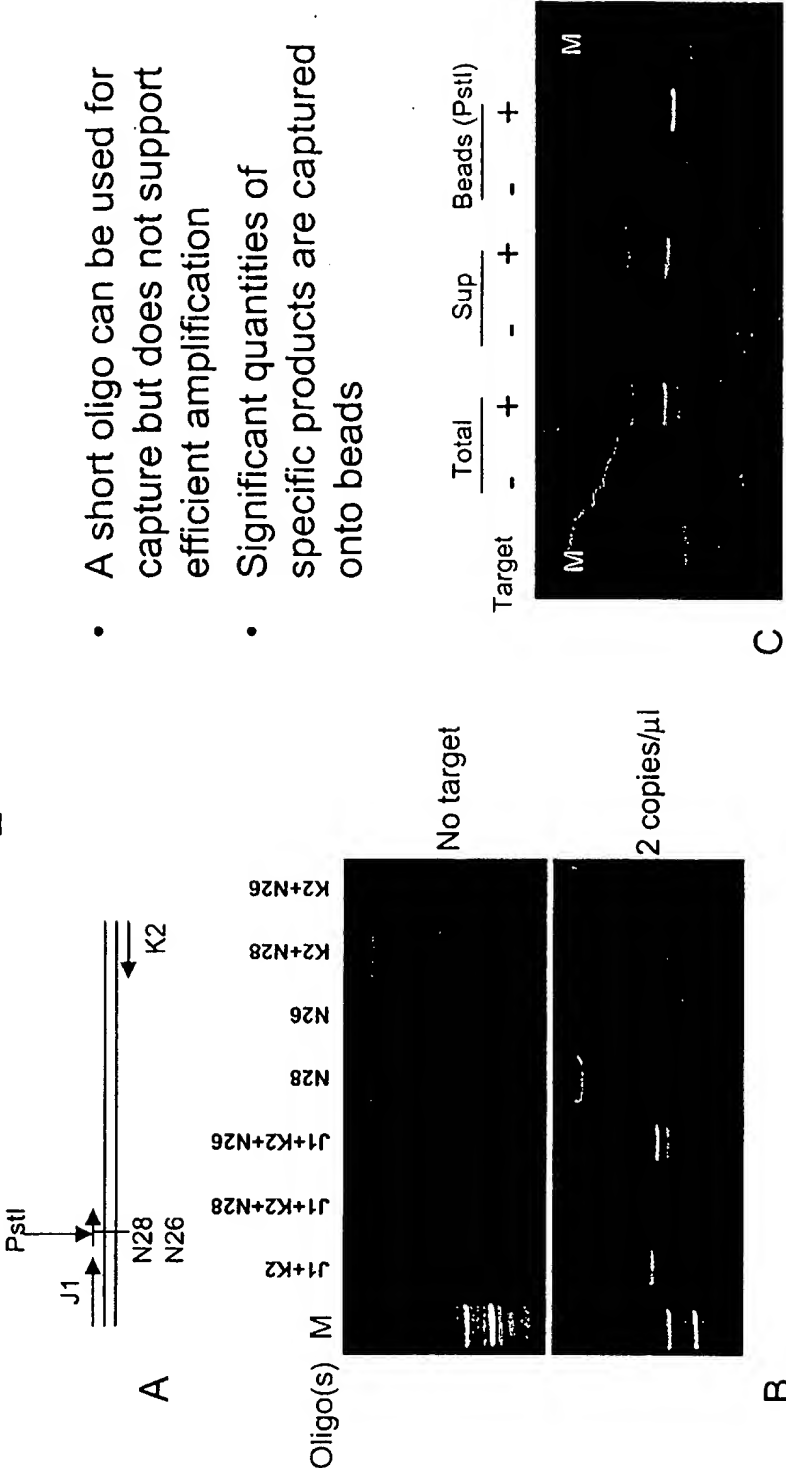 A
PstI
J1
N28
N26
K2
B
Oligo(s)
M
J1+K2
J1+K2+N28
J1+K2+N26
N28
N26
K2+N28
K2+N26
No target
2 copies/µl
• A short oligo can be used for
capture but does not support
efficient amplification
• Significant quantities of
specific products are captured
onto beads
C
Target
Total
Sup
Beads (PstI)
- + - + - +
M
M